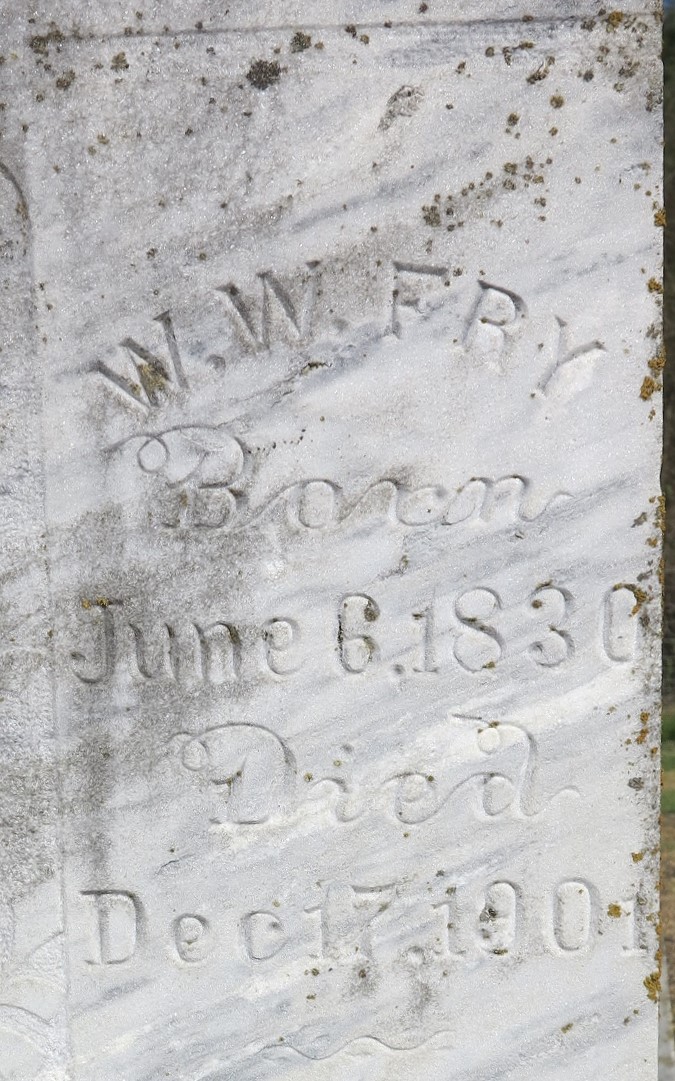 W. W. FRY
Born
June 6. 1830
Died
Dec 17. 1901